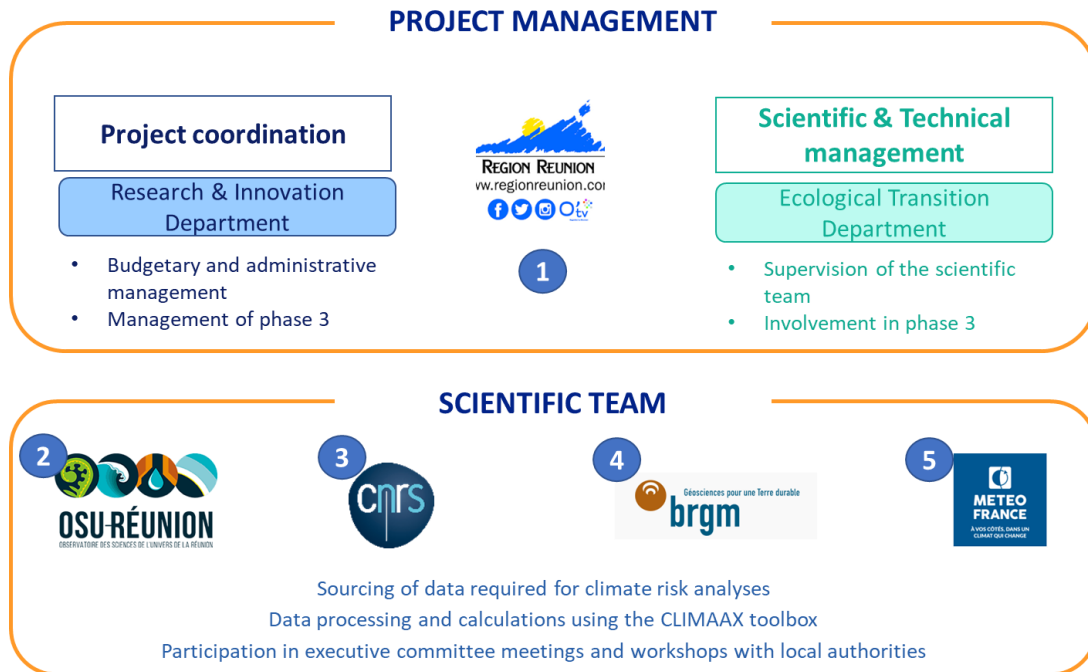 PROJECT MANAGEMENT
Project coordination
Research & Innovation
Department
• Budgetary and administrative
management
• Management of phase 3
REGION REUNION
w.regionreunion.com
O'tv
1
Scientific & Technical
management
Ecological Transition
Department
• Supervision of the scientific
team
• Involvement in phase 3
SCIENTIFIC TEAM
2
OSU-RÉUNION
OBSERVATOIRE DES SCIENCES DE L'UNIVERS DE LA RÉUNION
3
cnrs
4
Géosciences pour une Terre durable
brgm
5
METEO
FRANCE
À VOS CÔTÉS, DANS UN
CLIMAT QUI CHANGE
Sourcing of data required for climate risk analyses
Data processing and calculations using the CLIMAAX toolbox
Participation in executive committee meetings and workshops with local authorities